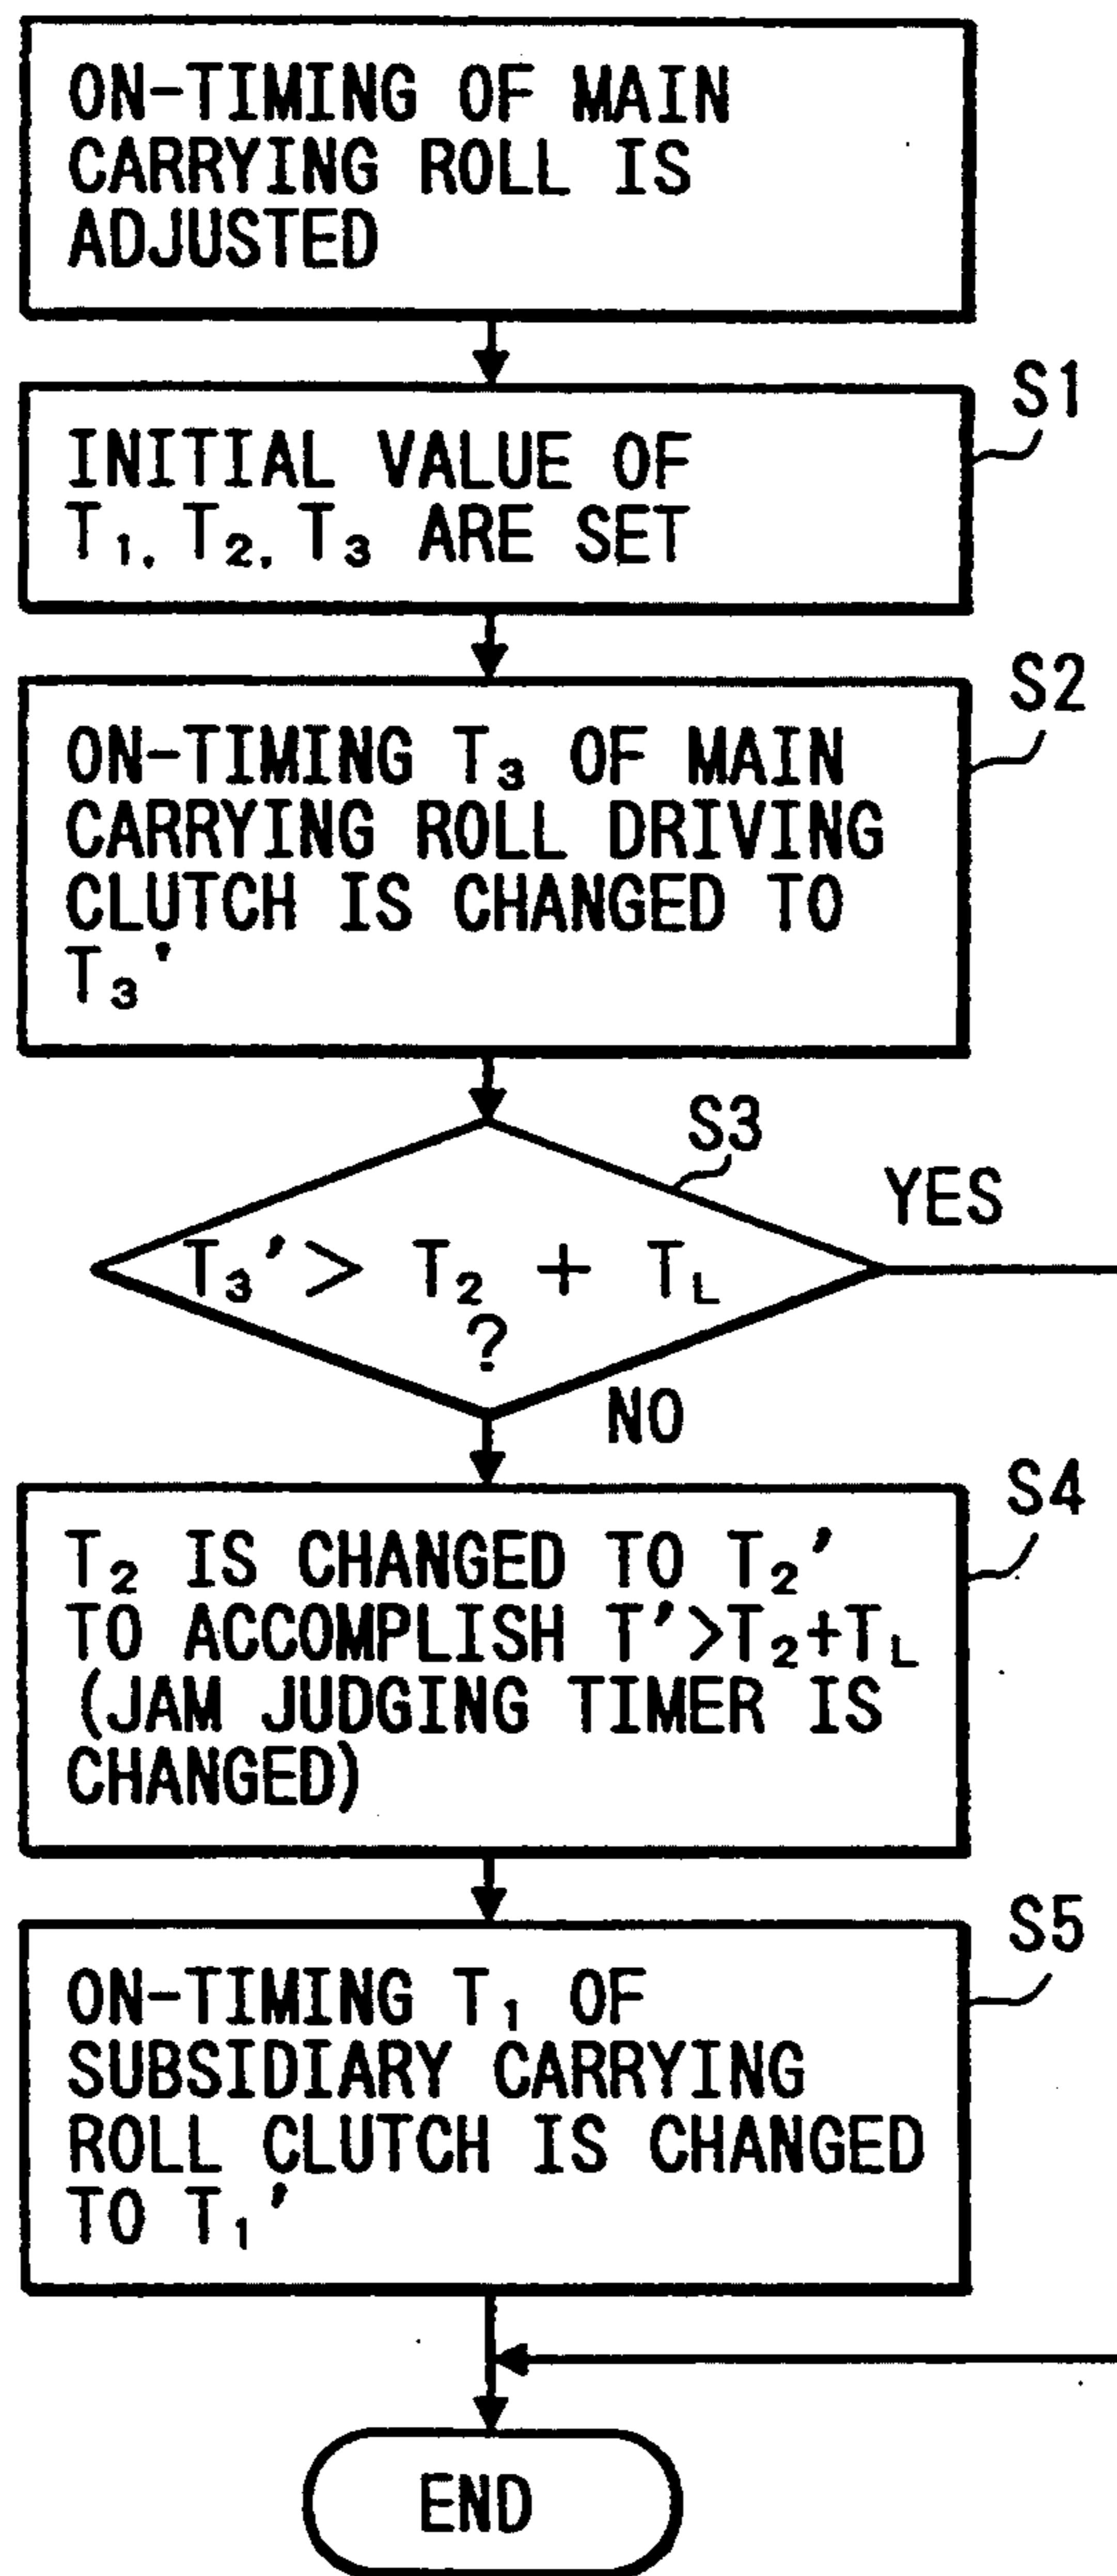 ON-TIMING OF MAIN
CARRYING ROLL IS
ADJUSTED
S1
INITIAL VALUE OF
T₁, T₂, T₃ ARE SET
S2
ON-TIMING T₃ OF MAIN
CARRYING ROLL DRIVING
CLUTCH IS CHANGED TO
T₃'
S3
YES
T₃' > T₂ + T_L
?
NO
S4
T₂ IS CHANGED TO T₂'
TO ACCOMPLISH T'>T₂+T_L
(JAM JUDGING TIMER IS
CHANGED)
S5
ON-TIMING T₁ OF
SUBSIDIARY CARRYING
ROLL CLUTCH IS CHANGED
TO T₁'
END